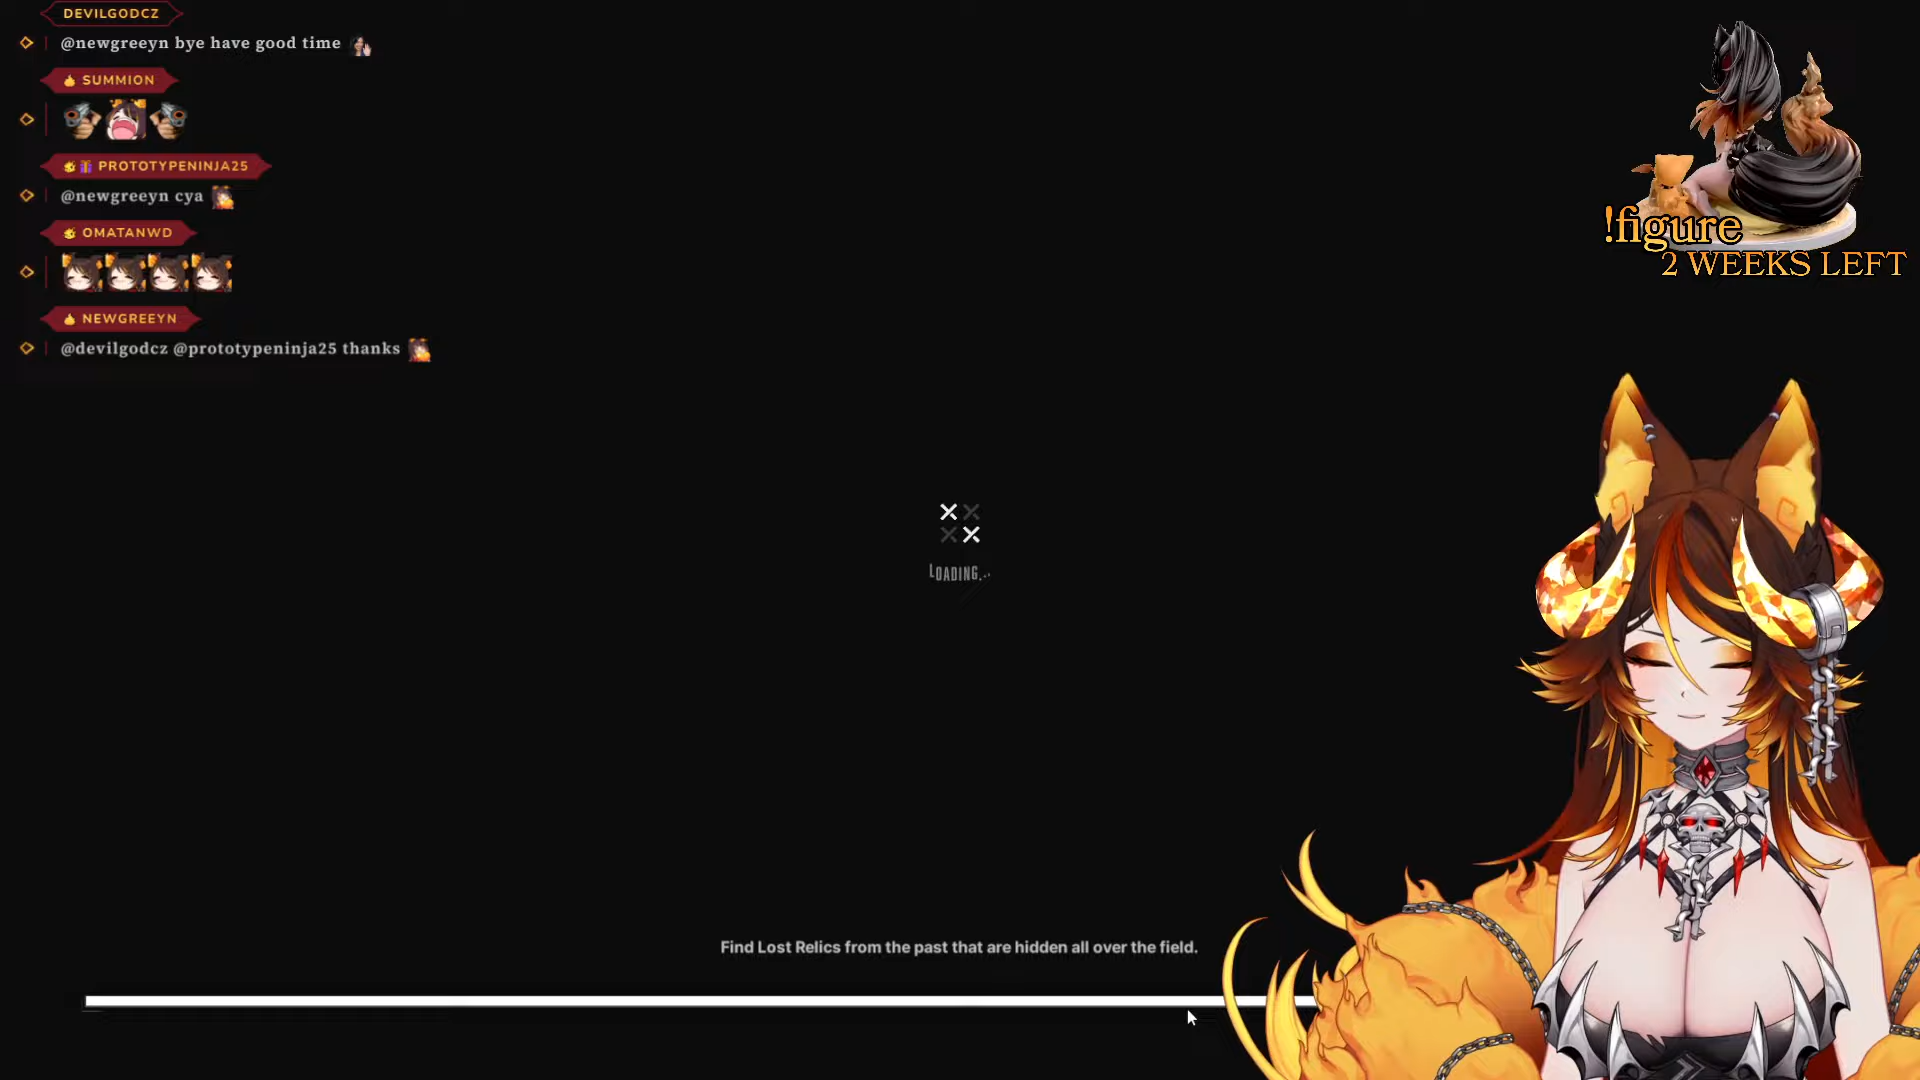 DEVILGODCZ
@newgreeyn bye have good time
SUMMION
PROTOTYPENINJA25
@newgreeyn cya
OMATANWD
NEWGREEYN
@devilgodcz @prototypeninja25 thanks
!figure
2 WEEKS LEFT
LOADING...
Find Lost Relics from the past that are hidden all over the field.